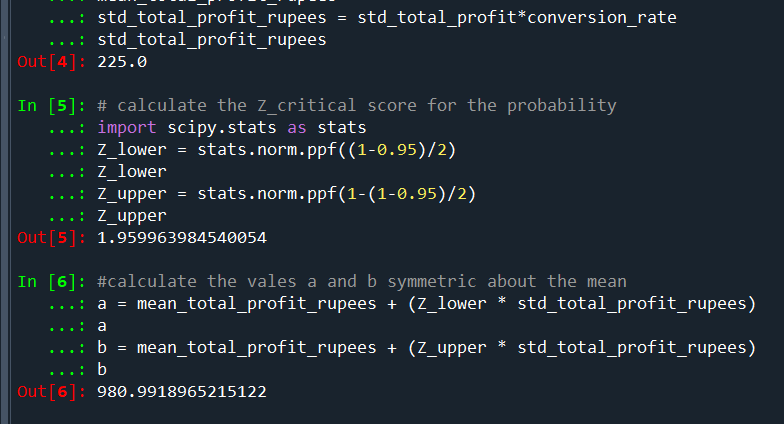 ...: std_total_profit_rupees = std_total_profit*conversion_rate
...: std_total_profit_rupees
Out[4]: 225.0
In [5]: # calculate the Z_critical score for the probability
...: import scipy.stats as stats
...: Z_lower = stats.norm.ppf((1-0.95)/2)
...: Z_lower
...: Z_upper = stats.norm.ppf(1-(1-0.95)/2)
...: Z_upper
Out[5]: 1.959963984540054
In [6]: #calculate the vales a and b symmetric about the mean
...: a = mean_total_profit_rupees + (Z_lower * std_total_profit_rupees)
...: a
...: b = mean_total_profit_rupees + (Z_upper * std_total_profit_rupees)
...: b
Out[6]: 980.9918965215122